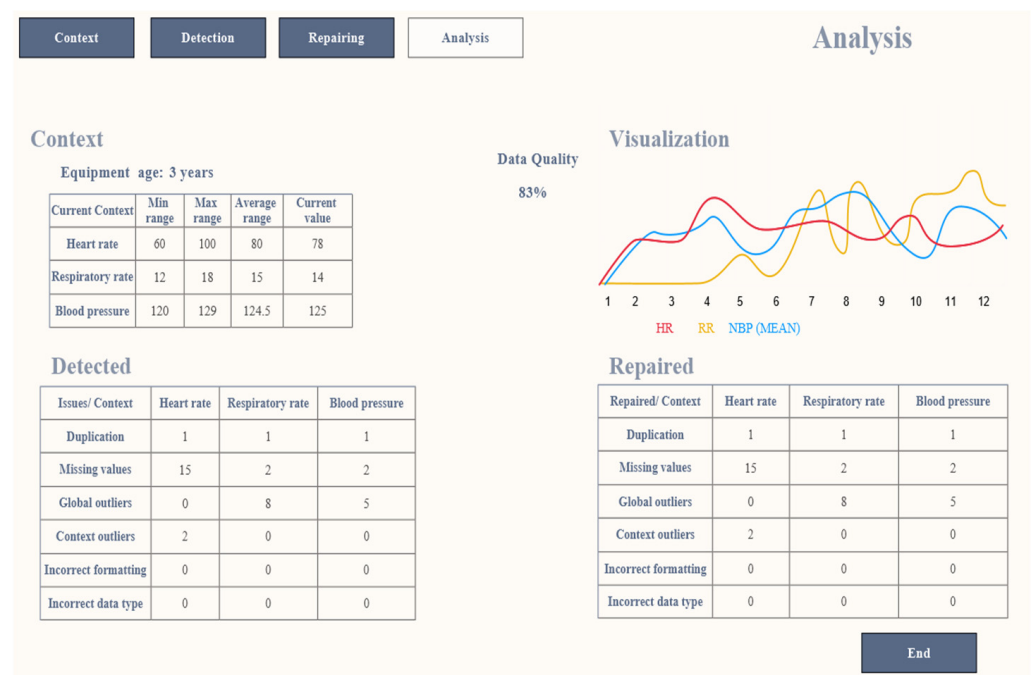 Context Detection Repairing Analysis
Analysis
Context
Equipment age: 3 years
Current Context Min range Max range Average range Current value
Heart rate 60 100 80 78
Respiratory rate 12 18 15 14
Blood pressure 120 129 124.5 125
Data Quality
83%
Visualization
1 2 3 4 5 6 7 8 9 10 11 12
HR RR NBP (MEAN)
Detected
Issues/ Context Heart rate Respiratory rate Blood pressure
Duplication 1 1 1
Missing values 15 2 2
Global outliers 0 8 5
Context outliers 2 0 0
Incorrect formatting 0 0 0
Incorrect data type 0 0 0
Repaired
Repaired/ Context Heart rate Respiratory rate Blood pressure
Duplication 1 1 1
Missing values 15 2 2
Global outliers 0 8 5
Context outliers 2 0 0
Incorrect formatting 0 0 0
Incorrect data type 0 0 0
End